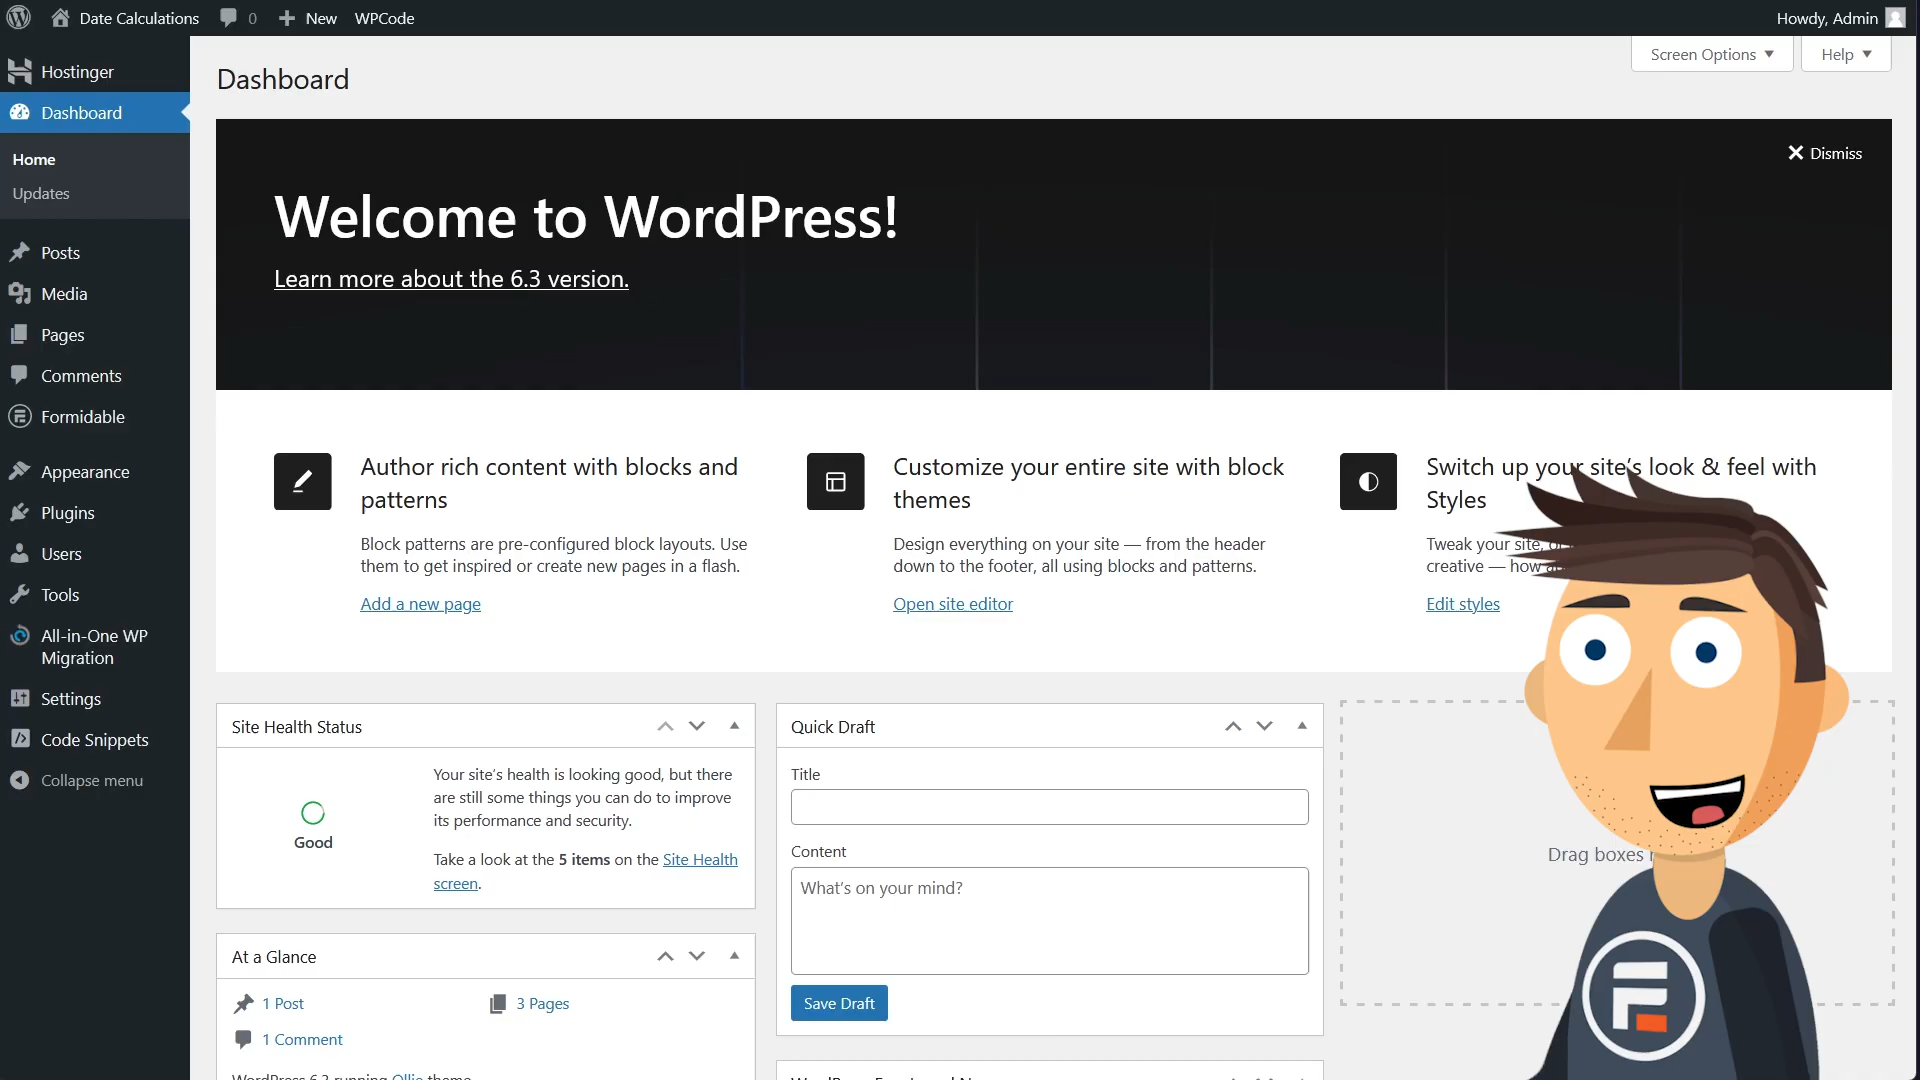 Date Calculations
0
New
WPCode
Howdy, Admin
Hostinger
Dashboard
Home
Updates
Posts
Media
Pages
Comments
Formidable
Appearance
Plugins
Users
Tools
All-in-One WP
Migration
Settings
Code Snippets
Collapse menu
Screen Options
Help
Dashboard
Dismiss
Welcome to WordPress!
Learn more about the 6.3 version.
Author rich content with blocks and
patterns
Block patterns are pre-configured block layouts. Use
them to get inspired or create new pages in a flash.
Add a new page
Customize your entire site with block
themes
Design everything on your site — from the header
down to the footer, all using blocks and patterns.
Open site editor
Switch up your site's look & feel with
Styles
Tweak your site,
creative — how
Edit styles
Site Health Status
Good
Your site's health is looking good, but there
are still some things you can do to improve
its performance and security.
Take a look at the 5 items on the Site Health
screen.
At a Glance
1 Post
3 Pages
1 Comment
WordPress 6.3 running Ollie theme
Quick Draft
Title
Content
What's on your mind?
Save Draft
Drag boxes